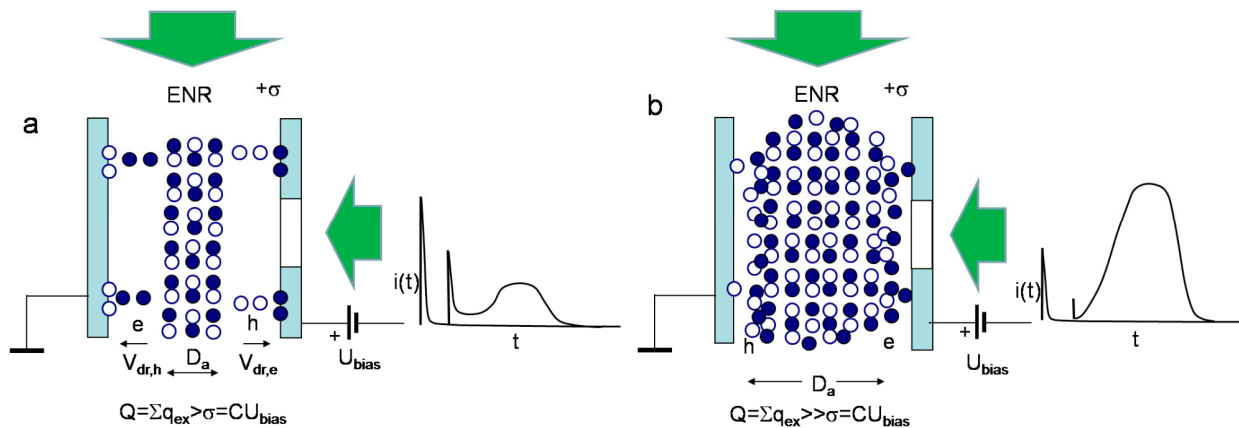 ENR
+σ
a
i(t)
e
h
V_dr,h
D_a
V_dr,e
+
U_bias
t
Q=Σq_ex>σ=CU_bias
ENR
+σ
b
i(t)
h
e
D_a
+
U_bias
t
Q=Σq_ex>>σ=CU_bias